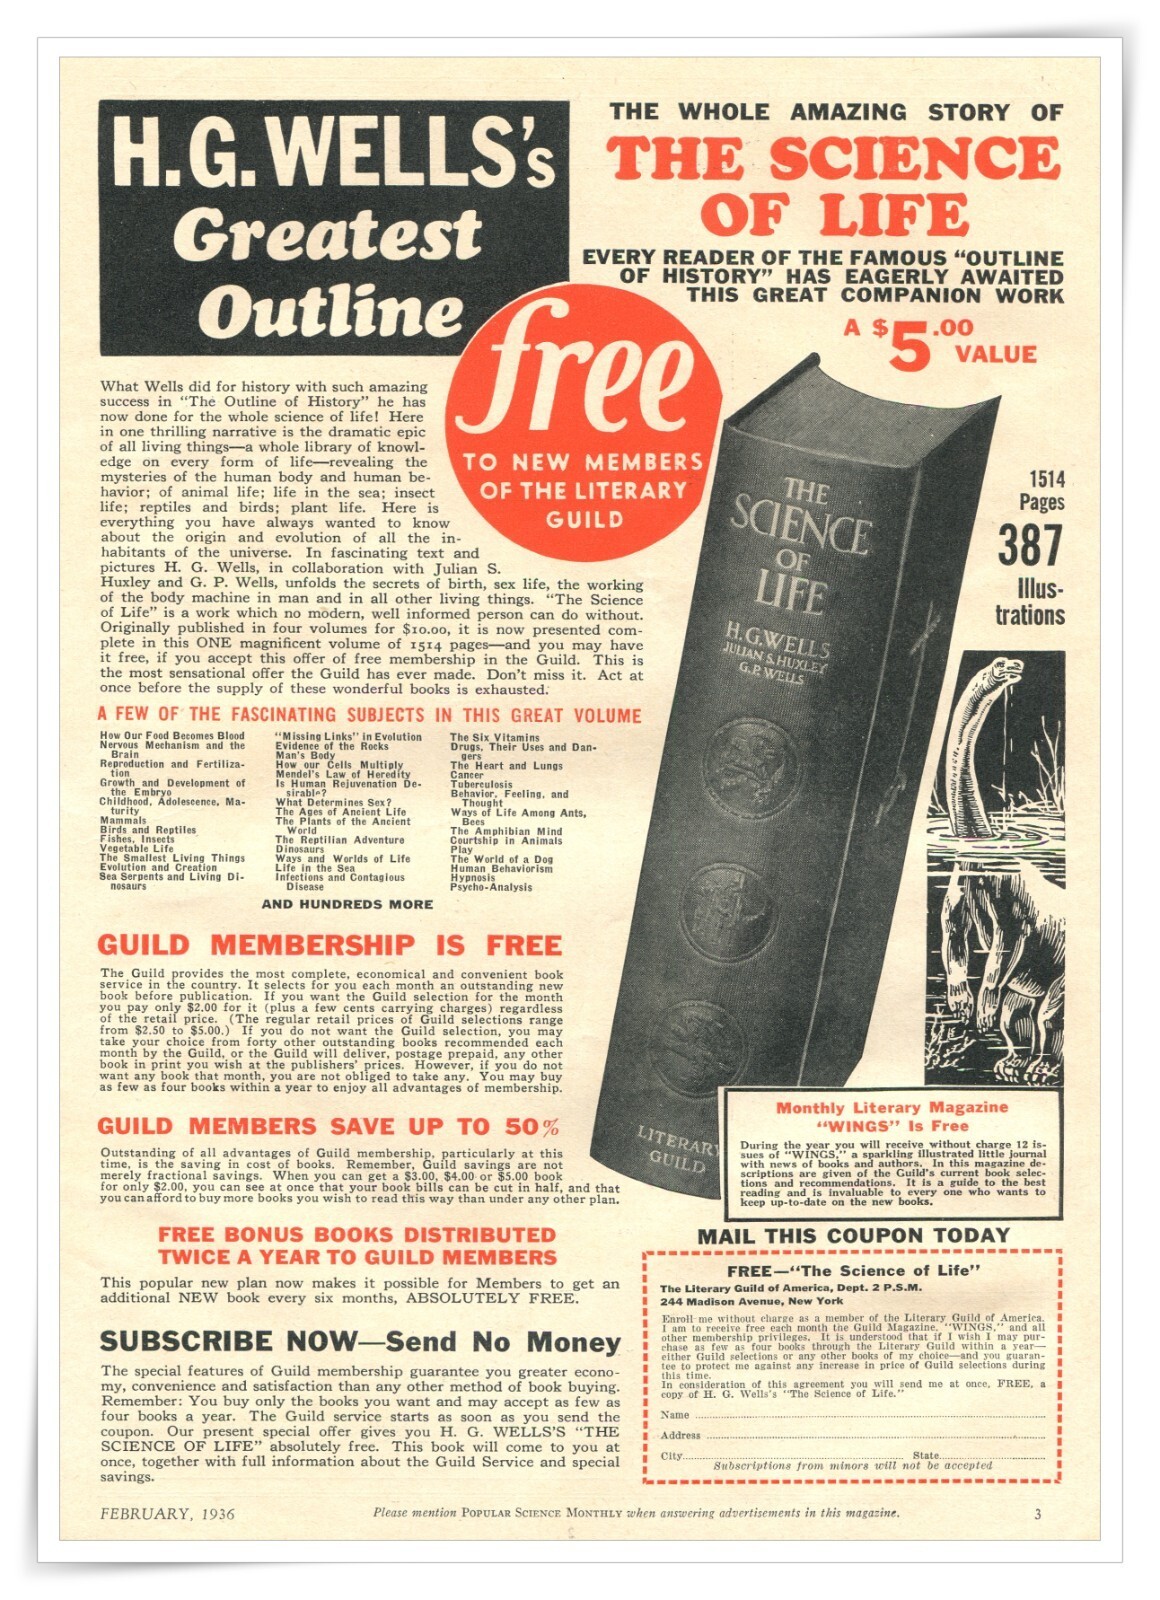 H.G.WELLS's
Greatest
Outline
THE WHOLE AMAZING STORY OF
THE SCIENCE
OF LIFE
EVERY READER OF THE FAMOUS “OUTLINE
OF HISTORY” HAS EAGERLY AWAITED
THIS GREAT COMPANION WORK
A $5.00
VALUE
free
TO NEW MEMBERS
OF THE LITERARY
GUILD
What Wells did for history with such amazing
success in “The Outline of History” he has
now done for the whole science of life! Here
in one thrilling narrative is the dramatic epic
of all living things—a whole library of knowl-
edge on every form of life—revealing the
mysteries of the human body and human be-
havior; of animal life; life in the sea; insect
life; reptiles and birds; plant life. Here is
everything you have always wanted to know
about the origin and evolution of all the in-
habitants of the universe. In fascinating text and
pictures H. G. Wells, in collaboration with Julian S.
Huxley and G. P. Wells, unfolds the secrets of birth, sex life, the working
of the body machine in man and in all other living things. “The Science
of Life” is a work which no modern, well informed person can do without.
Originally published in four volumes for $10.00, it is now presented com-
plete in this ONE magnificent volume of 1514 pages—and you may have
it free, if you accept this offer of free membership in the Guild. This is
the most sensational offer the Guild has ever made. Don't miss it. Act at
once before the supply of these wonderful books is exhausted.
THE
SCIENCE
OF
LIFE
H.G.WELLS
JULIAN S. HUXLEY
G.P. WELLS
LITERARY
GUILD
1514
Pages
387
Illus-
trations
A FEW OF THE FASCINATING SUBJECTS IN THIS GREAT VOLUME
How Our Food Becomes Blood
Nervous Mechanism and the
Brain
Reproduction and Fertiliza-
tion
Growth and Development of
the Embryo
Childhood, Adolescence, Ma-
turity
Mammals
Birds and Reptiles
Fishes, Insects
Vegetable Life
The Smallest Living Things
Evolution and Creation
Sea Serpents and Living Di-
nosaurs
“Missing Links” in Evolution
Evidence of the Rocks
Man's Body
How our Cells Multiply
Mendel's Law of Heredity
Is Human Rejuvenation De-
sirable?
What Determines Sex?
The Ages of Ancient Life
The Plants of the Ancient
World
The Reptilian Adventure
Dinosaurs
Ways and Worlds of Life
Life in the Sea
Infections and Contagious
Disease
The Six Vitamins
Drugs, Their Uses and Dan-
gers
The Heart and Lungs
Cancer
Tuberculosis
Behavior, Feeling, and
Thought
Ways of Life Among Ants,
Bees
The Amphibian Mind
Courtship in Animals
Play
The World of a Dog
Human Behaviorism
Hypnosis
Psycho-Analysis
AND HUNDREDS MORE
GUILD MEMBERSHIP IS FREE
The Guild provides the most complete, economical and convenient book
service in the country. It selects for you each month an outstanding new
book before publication. If you want the Guild selection for the month
you pay only $2.00 for it (plus a few cents carrying charges) regardless
of the retail price. (The regular retail prices of Guild selections range
from $2.50 to $5.00.) If you do not want the Guild selection, you may
take your choice from forty other outstanding books recommended each
month by the Guild, or the Guild will deliver, postage prepaid, any other
book in print you wish at the publishers' prices. However, if you do not
want any book that month, you are not obliged to take any. You may buy
as few as four books within a year to enjoy all advantages of membership.
GUILD MEMBERS SAVE UP TO 50%
Outstanding of all advantages of Guild membership, particularly at this
time, is the saving in cost of books. Remember, Guild savings are not
merely fractional savings. When you can get a $3.00, $4.00 or $5.00 book
for only $2.00, you can see at once that your book bills can be cut in half, and that
you can afford to buy more books you wish to read this way than under any other plan.
FREE BONUS BOOKS DISTRIBUTED
TWICE A YEAR TO GUILD MEMBERS
This popular new plan now makes it possible for Members to get an
additional NEW book every six months, ABSOLUTELY FREE.
SUBSCRIBE NOW—Send No Money
The special features of Guild membership guarantee you greater econo-
my, convenience and satisfaction than any other method of book buying.
Remember: You buy only the books you want and may accept as few as
four books a year. The Guild service starts as soon as you send the
coupon. Our present special offer gives you H. G. WELLS'S “THE
SCIENCE OF LIFE” absolutely free. This book will come to you at
once, together with full information about the Guild Service and special
savings.
Monthly Literary Magazine
“WINGS” Is Free
During the year you will receive without charge 12 is-
sues of “WINGS,” a sparkling illustrated little journal
with news of books and authors. In this magazine de-
scriptions are given of the Guild's current book selec-
tions and recommendations. It is a guide to the best
reading and is invaluable to every one who wants to
keep up-to-date on the new books.
MAIL THIS COUPON TODAY
FREE—“The Science of Life”
The Literary Guild of America, Dept. 2 P.S.M.
244 Madison Avenue, New York
Enroll me without charge as a member of the Literary Guild of America.
I am to receive free each month the Guild Magazine, “WINGS,” and all
other membership privileges. It is understood that if I wish I may pur-
chase as few as four books through the Literary Guild within a year—
either Guild selections or any other books of my choice—and you guaran-
tee to protect me against any increase in price of Guild selections during
this time.
In consideration of this agreement you will send me at once, FREE, a
copy of H. G. Wells's “The Science of Life.”
Name
Address
City State
Subscriptions from minors will not be accepted
FEBRUARY, 1936
Please mention POPULAR SCIENCE MONTHLY when answering advertisements in this magazine.
3